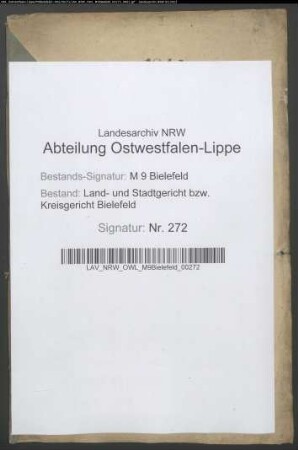 Landesarchiv NRW
Abteilung Ostwestfalen-Lippe
Bestands-Signatur: M 9 Bielefeld
Bestand: Land- und Stadtgericht bzw.
Kreisgericht Bielefeld
Signatur: Nr. 272
LAV_NRW_OWL_M9Bielefeld_00272